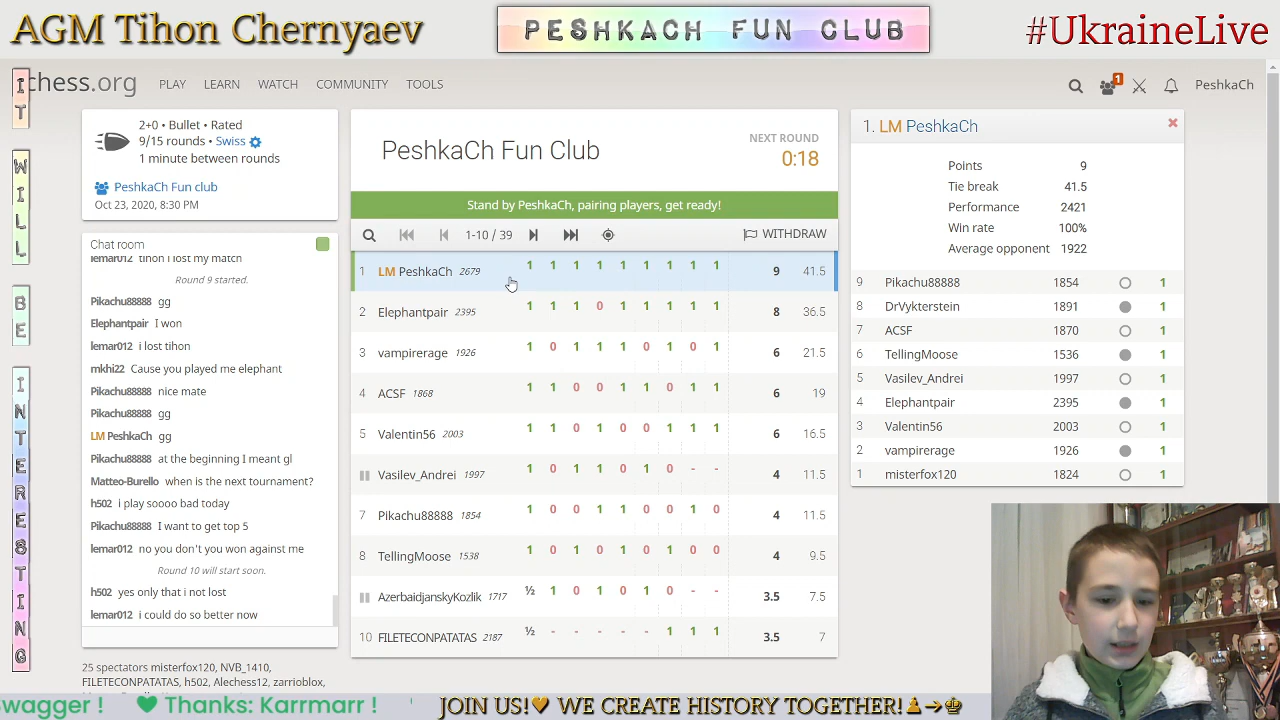 AGM Tihon Chernyaev
PESHKACH FUN CLUB
#UkraineLive
IT
WILL
BE
INTERESTING
chess.org
PLAY
LEARN
WATCH
COMMUNITY
TOOLS
1
PeshkaCh
2+0 • Bullet • Rated
9/15 rounds • Swiss
1 minute between rounds
PeshkaCh Fun club
Oct 23, 2020, 8:30 PM
Chat room
lemar012 tihon i lost my match
Round 9 started.
Pikachu88888 gg
Elephantpair I won
lemar012 i lost tihon
mkhi22 Cause you played me elephant
Pikachu88888 nice mate
Pikachu88888 gg
LM PeshkaCh gg
Pikachu88888 at the beginning I meant gl
Matteo-Burello when is the next tournament?
h502 i play soooo bad today
Pikachu88888 I want to get top 5
lemar012 no you don't you won against me
Round 10 will start soon.
h502 yes only that i not lost
lemar012 i could do so better now
25 spectators misterfox120, NVB_1410,
FILETECONPATATAS, h502, Alechess12, zarrioblox,
PeshkaCh Fun Club
NEXT ROUND
0:18
Stand by PeshkaCh, pairing players, get ready!
1-10 / 39
WITHDRAW
1 LM PeshkaCh 2679 1 1 1 1 1 1 1 1 1 9 41.5
2 Elephantpair 2395 1 1 1 0 1 1 1 1 1 8 36.5
3 vampirerage 1926 1 0 1 1 1 0 1 0 1 6 21.5
4 ACSF 1868 1 1 0 0 1 1 0 1 1 6 19
5 Valentin56 2003 1 1 0 1 0 0 1 1 1 6 16.5
Vasilev_Andrei 1997 1 0 1 1 0 1 0 - - 4 11.5
7 Pikachu88888 1854 1 0 0 1 1 0 0 1 0 4 11.5
8 TellingMoose 1538 1 0 1 0 1 0 1 0 0 4 9.5
AzerbaidjanskyKozlik 1717 ½ 1 0 1 0 1 0 - - 3.5 7.5
10 FILETECONPATATAS 2187 ½ - - - - - 1 1 1 3.5 7
1. LM PeshkaCh
Points 9
Tie break 41.5
Performance 2421
Win rate 100%
Average opponent 1922
9 Pikachu88888 1854 1
8 DrVykterstein 1891 1
7 ACSF 1870 1
6 TellingMoose 1536 1
5 Vasilev_Andrei 1997 1
4 Elephantpair 2395 1
3 Valentin56 2003 1
2 vampirerage 1926 1
1 misterfox120 1824 1
Swagger ! Thanks: Karrmarr !
JOIN US! WE CREATE HISTORY TOGETHER!